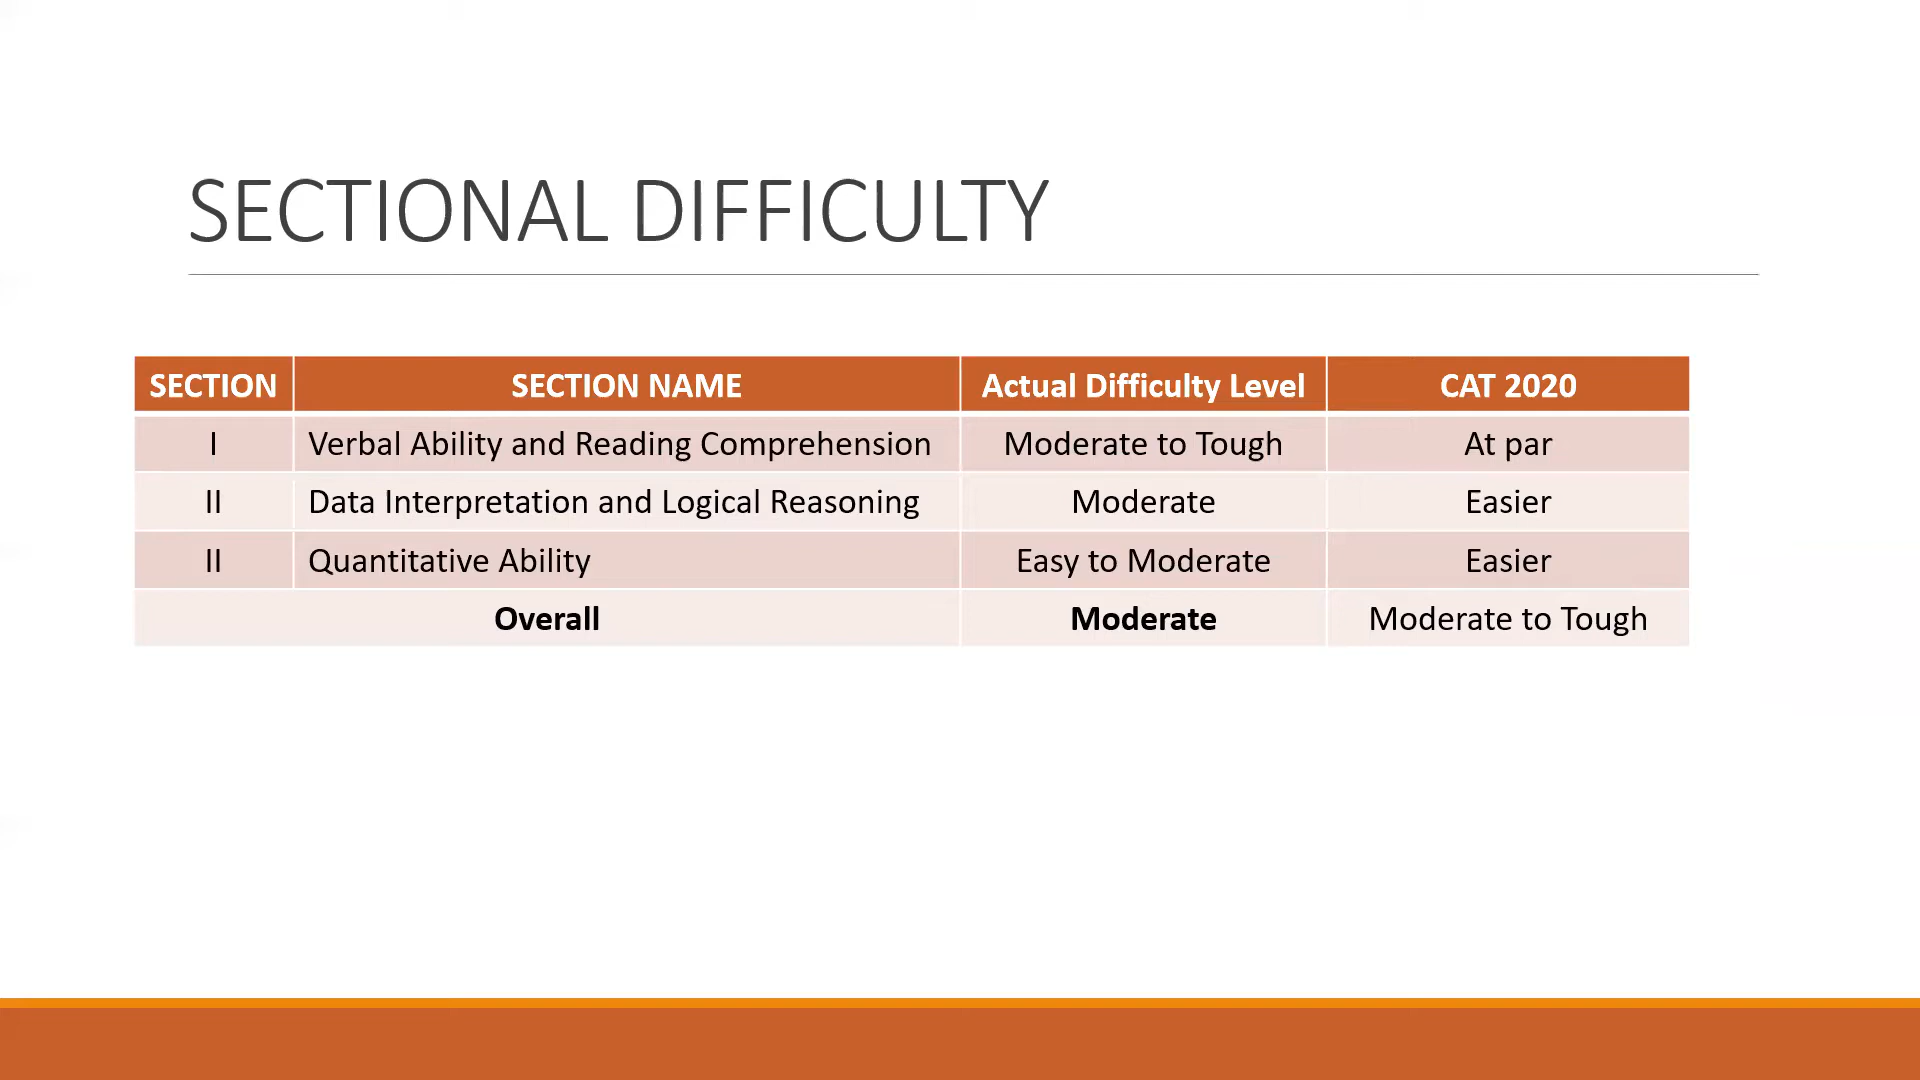 SECTIONAL DIFFICULTY
SECTION SECTION NAME Actual Difficulty Level CAT 2020
I Verbal Ability and Reading Comprehension Moderate to Tough At par
II Data Interpretation and Logical Reasoning Moderate Easier
II Quantitative Ability Easy to Moderate Easier
Overall Moderate Moderate to Tough